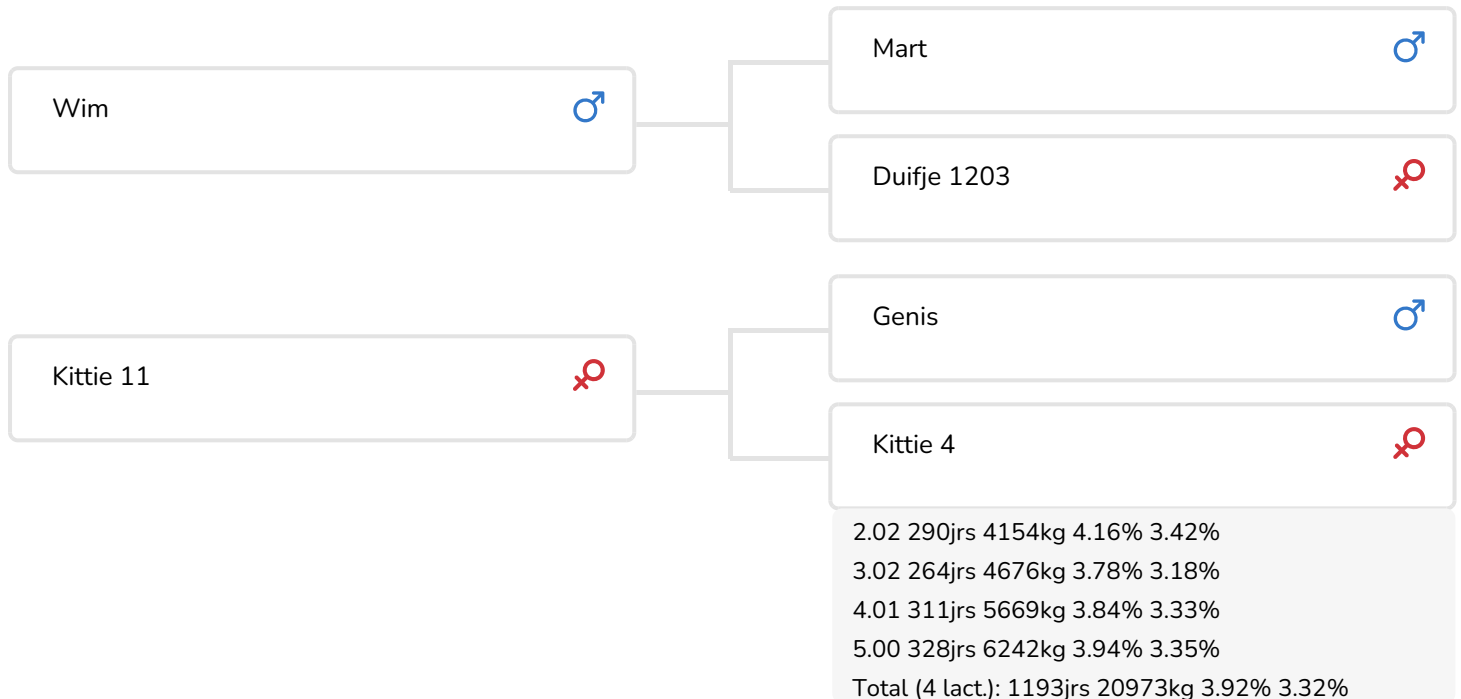 Wim
Mart
Duifje 1203
Kittie 11
Genis
Kittie 4
2.02 290jrs 4154kg 4.16% 3.42%
3.02 264jrs 4676kg 3.78% 3.18%
4.01 311jrs 5669kg 3.84% 3.33%
5.00 328jrs 6242kg 3.94% 3.35%
Total (4 lact.): 1193jrs 20973kg 3.92% 3.32%